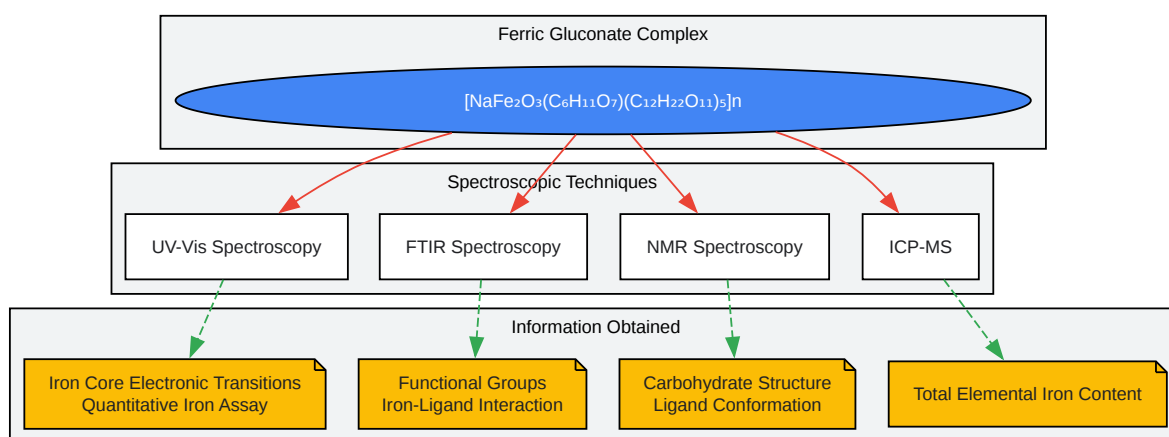 Ferric Gluconate Complex
[NaFe₂O₃(C₆H₁₁O₇)(C₁₂H₂₂O₁₁)₅]n
Spectroscopic Techniques
UV-Vis Spectroscopy
FTIR Spectroscopy
NMR Spectroscopy
ICP-MS
Information Obtained
Iron Core Electronic Transitions
Quantitative Iron Assay
Functional Groups
Iron-Ligand Interaction
Carbohydrate Structure
Ligand Conformation
Total Elemental Iron Content